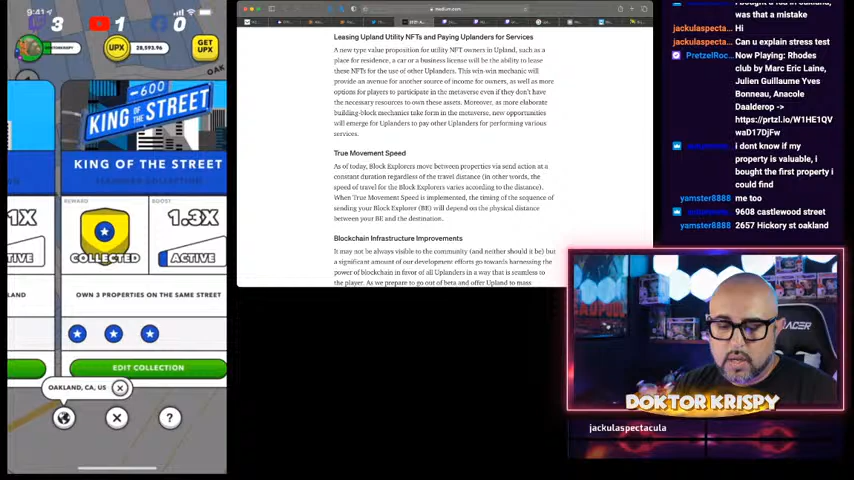 9:41
3
1
0
UPX
28,593.96
GET
UPX
OAK
-600
KING OF THE
STREET
KING OF THE STREET
STANDARD COLLECTION
REWARD
BOOST
1X
COLLECTED
1.3X
ACTIVE
LAND
OWN 3 PROPERTIES ON THE SAME STREET
EDIT COLLECTION
OAKLAND, CA, US
?
medium.com
Leasing Upland Utility NFTs and Paying Uplanders for Services
A new type value proposition for utility NFT owners in Upland, such as a
place for residence, a car or a business license will be the ability to lease
these NFTs for the use of other Uplanders. This win-win mechanic will
provide an avenue for another source of income for owners, as well as more
options for players to participate in the metaverse even if they don't have
the necessary resources to own these assets. Moreover, as more elaborate
building-block mechanics take form in the metaverse, new opportunities
will emerge for Uplanders to pay other Uplanders for performing various
services.
True Movement Speed
As of today, Block Explorers move between properties via send action at a
constant duration regardless of the travel distance (in other words, the
speed of travel for the Block Explorers varies according to the distance).
When True Movement Speed is implemented, the timing of the sequence of
sending your Block Explorer (BE) will depend on the physical distance
between your BE and the destination.
Blockchain Infrastructure Improvements
It may not be always visible to the community (and neither should it be) but
a significant amount of our development efforts go towards harnessing the
power of blockchain in favor of all Uplanders in a way that is seamless to
the player. As we prepare to go out of beta and offer Upland to mass
was that a mistake
jackulaspecta... Hi
jackulaspecta... Can u explain stress test
PretzelRoc... Now Playing: Rhodes
club by Marc Eric Laine,
Julien Guillaume Yves
Bonneau, Anacole
Daalderop ->
https://prtzl.io/W1HE1QV
waD17DjFw
i dont know if my
property is valuable, i
bought the first property i
could find
yamster8888 me too
9608 castlewood street
yamster8888 2657 Hickory st oakland
ACER
DOKTOR KRISPY
jackulaspectacula